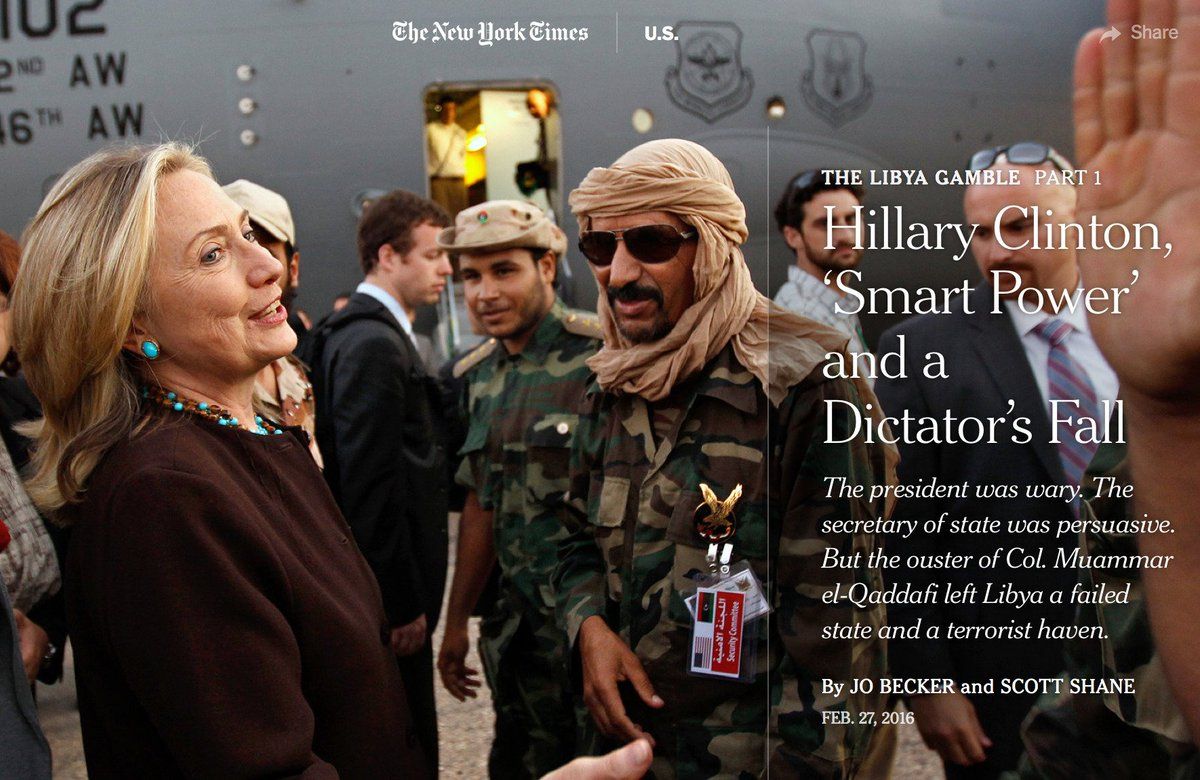 102
2ND AW
46TH AW
The New York Times
U.S.
Share
THE LIBYA GAMBLE PART 1
Hillary Clinton,
‘Smart Power’
and a
Dictator’s Fall
The president was wary. The
secretary of state was persuasive.
But the ouster of Col. Muammar
el-Qaddafi left Libya a failed
state and a terrorist haven.
By JO BECKER and SCOTT SHANE
FEB. 27, 2016
اللجنة الامنية
Security Committee